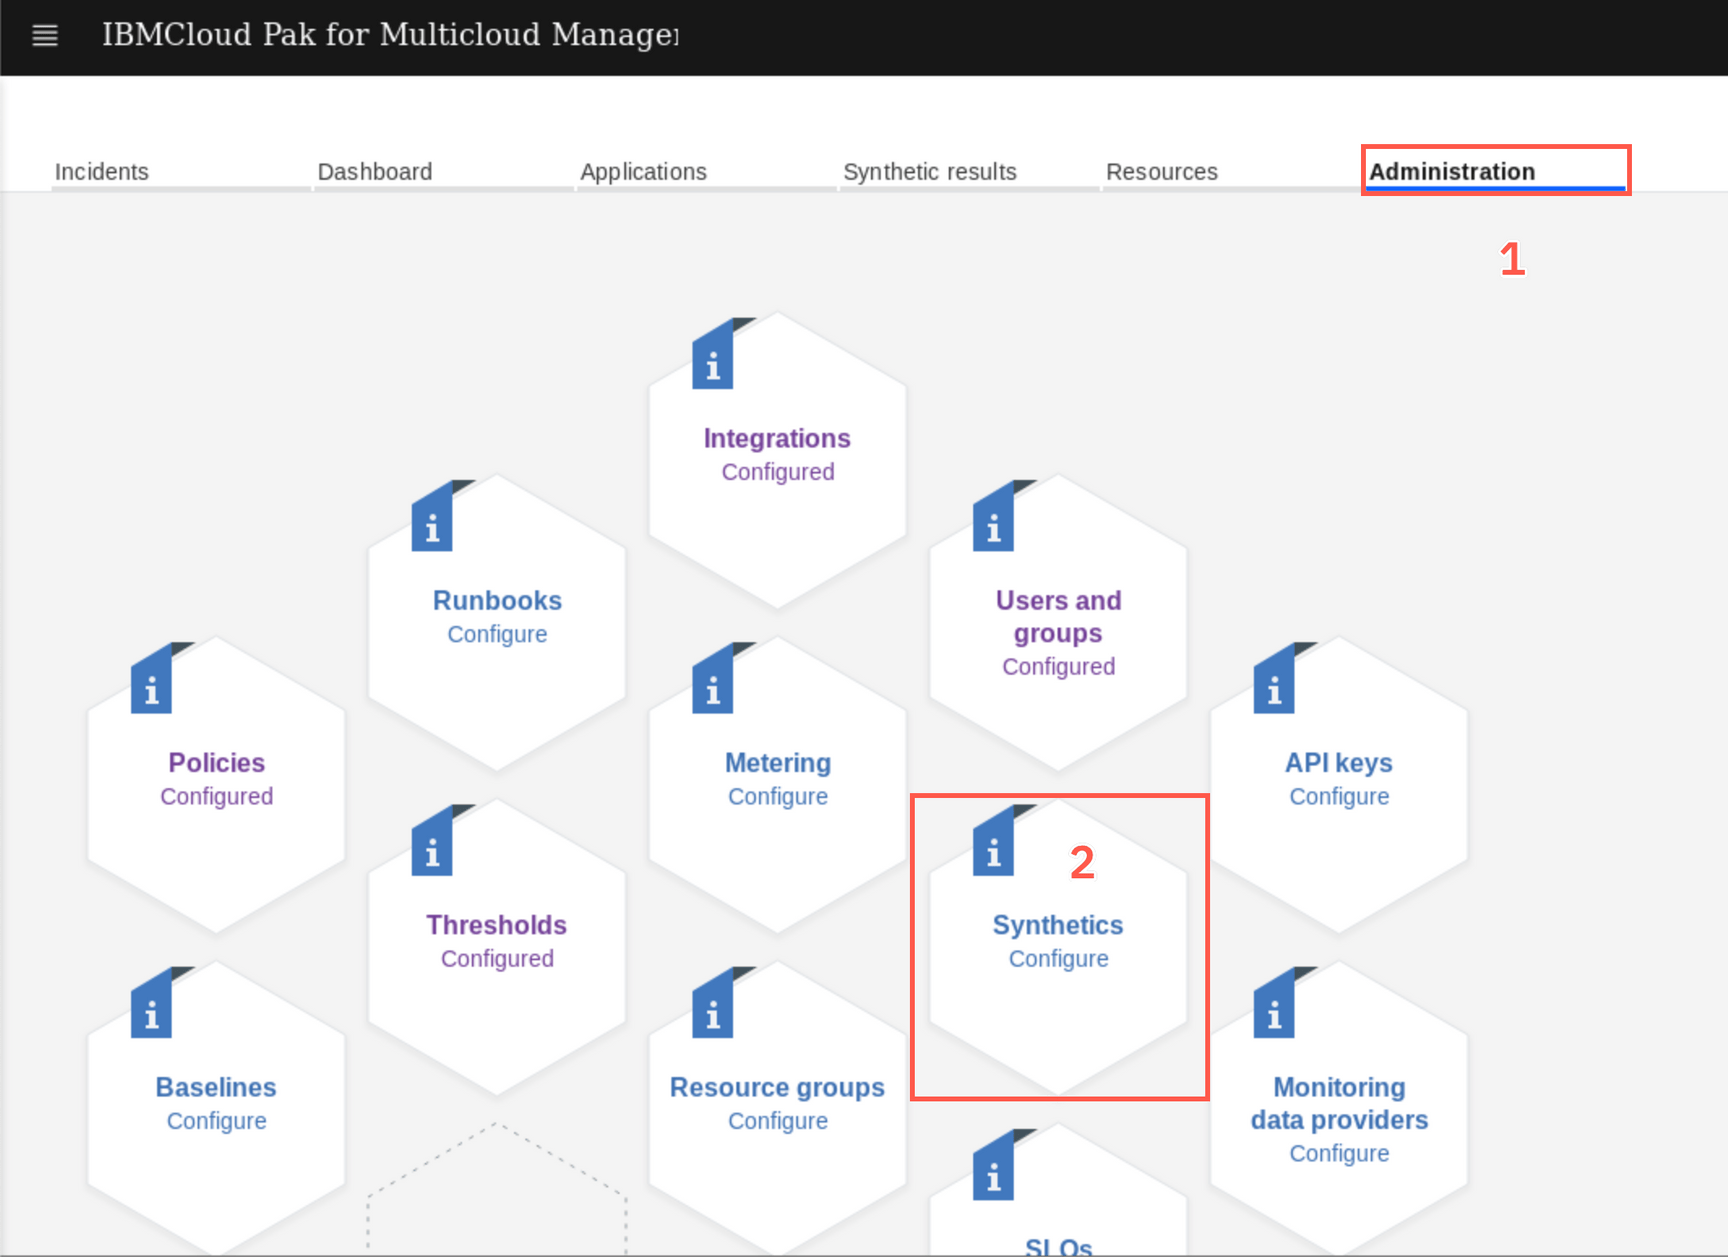 IBMCloud Pak for Multicloud Manager
Incidents
Dashboard
Applications
Synthetic results
Resources
Administration
1
i
Integrations
Configured
i
Runbooks
Configure
i
Users and
groups
Configured
i
Policies
Configured
i
Metering
Configure
i
API keys
Configure
i
Thresholds
Configured
i
2
Synthetics
Configure
i
Baselines
Configure
i
Resource groups
Configure
i
Monitoring
data providers
Configure
i
SLOs